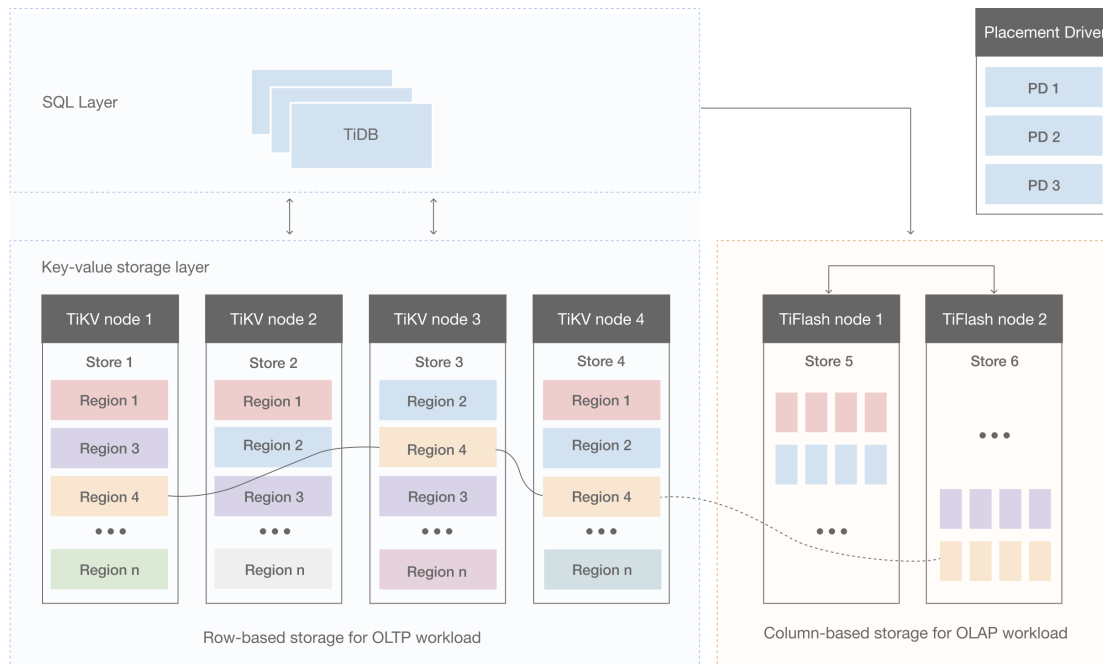 SQL Layer
TiDB
Placement Driver
PD 1
PD 2
PD 3
Key-value storage layer
TiKV node 1
Store 1
Region 1
Region 3
Region 4
•••
Region n
TiKV node 2
Store 2
Region 1
Region 2
Region 3
•••
Region n
TiKV node 3
Store 3
Region 2
Region 4
Region 3
•••
Region n
TiKV node 4
Store 4
Region 1
Region 2
Region 4
•••
Region n
Row-based storage for OLTP workload
TiFlash node 1
Store 5
•••
TiFlash node 2
Store 6
•••
Column-based storage for OLAP workload